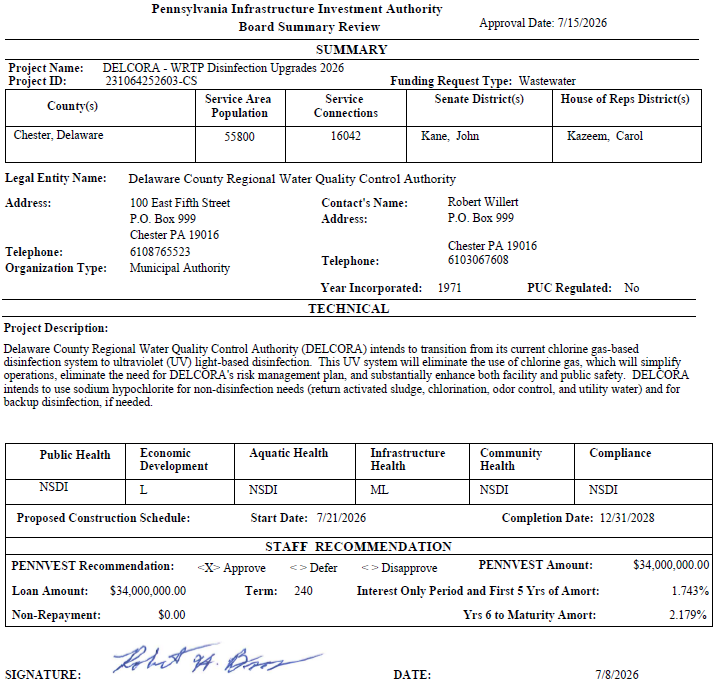 Pennsylvania Infrastructure Investment Authority
Board Summary Review
Approval Date: 7/15/2026
SUMMARY
Project Name: DELCORA - WRTP Disinfection Upgrades 2026
Project ID: 231064252603-CS Funding Request Type: Wastewater
County(s) Service Area Population Service Connections Senate District(s) House of Reps District(s)
Chester, Delaware 55800 16042 Kane, John Kazeem, Carol
Legal Entity Name: Delaware County Regional Water Quality Control Authority
Address: 100 East Fifth Street Contact's Name: Robert Willert
P.O. Box 999 Address: P.O. Box 999
Chester PA 19016
Chester PA 19016
Telephone: 6108765523 Telephone: 6103067608
Organization Type: Municipal Authority
Year Incorporated: 1971 PUC Regulated: No
TECHNICAL
Project Description:
Delaware County Regional Water Quality Control Authority (DELCORA) intends to transition from its current chlorine gas-based
disinfection system to ultraviolet (UV) light-based disinfection. This UV system will eliminate the use of chlorine gas, which will simplify
operations, eliminate the need for DELCORA's risk management plan, and substantially enhance both facility and public safety. DELCORA
intends to use sodium hypochlorite for non-disinfection needs (return activated sludge, chlorination, odor control, and utility water) and for
backup disinfection, if needed.
Public Health Economic Development Aquatic Health Infrastructure Health Community Health Compliance
NSDI L NSDI ML NSDI NSDI
Proposed Construction Schedule: Start Date: 7/21/2026 Completion Date: 12/31/2028
STAFF RECOMMENDATION
PENNVEST Recommendation: <X> Approve < > Defer < > Disapprove PENNVEST Amount: $34,000,000.00
Loan Amount: $34,000,000.00 Term: 240 Interest Only Period and First 5 Yrs of Amort: 1.743%
Non-Repayment: $0.00 Yrs 6 to Maturity Amort: 2.179%
SIGNATURE: Robert H. DATE: 7/8/2026